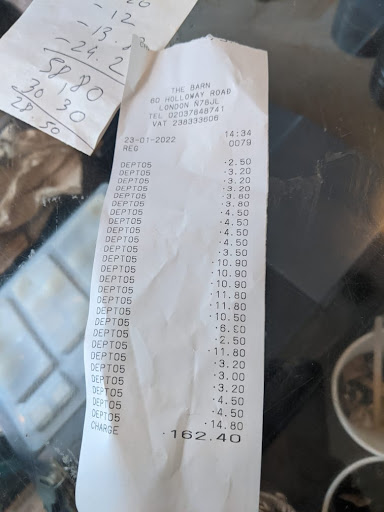 20
- 12
- 24.2
58.80
30 30
28.50
THE BARN
60 HOLLOWAY ROAD
LONDON N78JL
TEL 02037648741
VAT 238333606
23-01-2022 14:34
REG 0079
DEPT05 ·2.50
DEPT05 ·3.20
DEPT05 ·3.20
DEPT05 ·3.20
DEPT05 ·3.80
DEPT05 ·3.80
DEPT05 ·4.50
DEPT05 ·4.50
DEPT05 ·4.50
DEPT05 ·4.50
DEPT05 ·3.50
DEPT05 ·10.90
DEPT05 ·10.90
DEPT05 ·10.90
DEPT05 ·11.80
DEPT05 ·11.80
DEPT05 ·10.50
DEPT05 ·6.90
DEPT05 ·2.50
DEPT05 ·11.80
DEPT05 ·3.20
DEPT05 ·3.00
DEPT05 ·3.20
DEPT05 ·4.50
DEPT05 ·4.50
DEPT05 ·14.80
CHARGE ·162.40